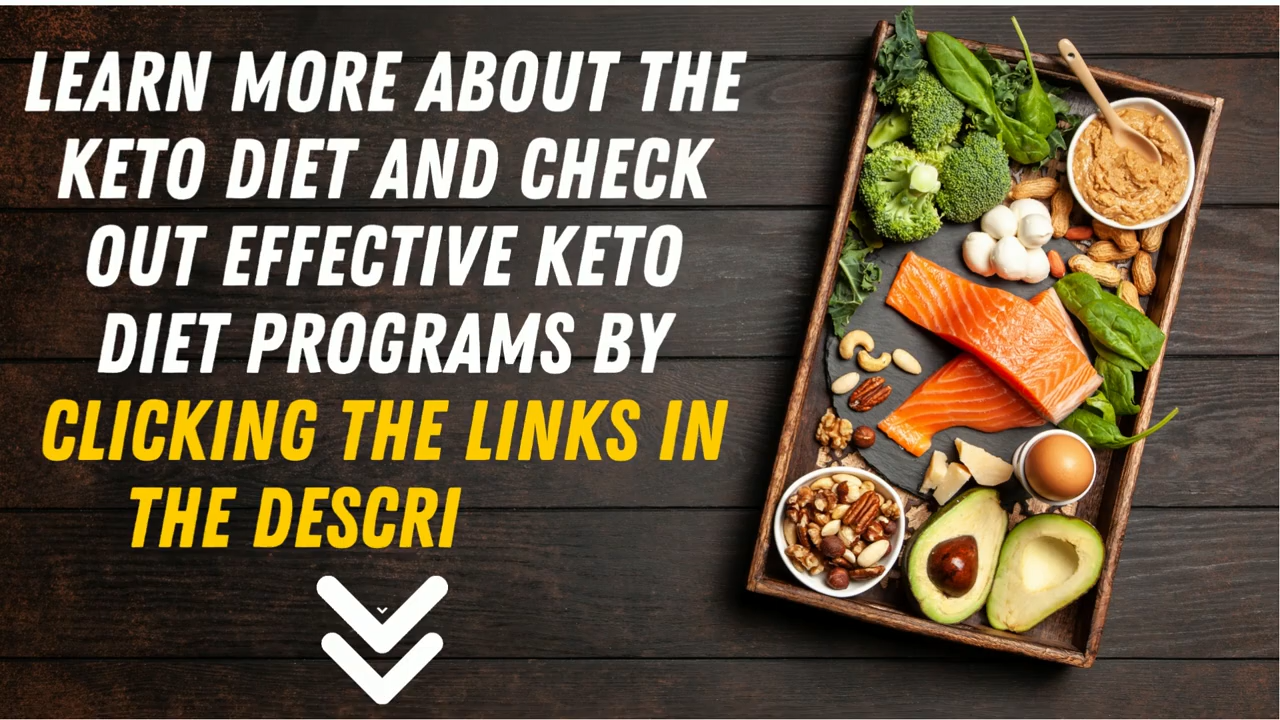 LEARN MORE ABOUT THE
KETO DIET AND CHECK
OUT EFFECTIVE KETO
DIET PROGRAMS BY
CLICKING THE LINKS IN
THE DESCRI